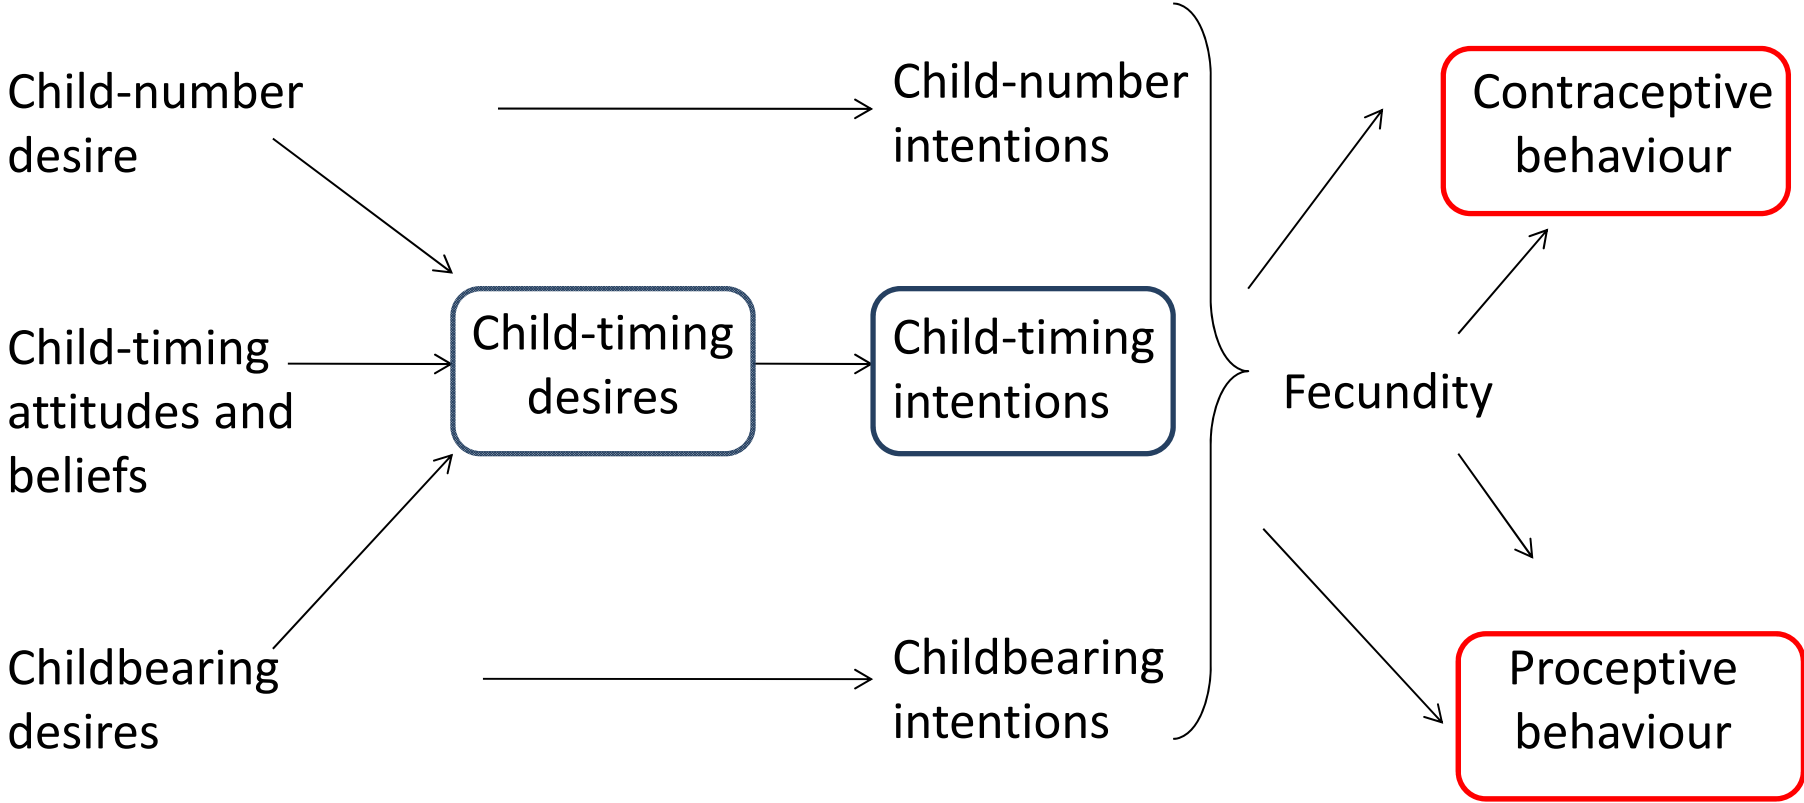 Child-number
desire
Child-timing
attitudes and
beliefs
Childbearing
desires
Child-timing
desires
Child-number
intentions
Child-timing
intentions
Childbearing
intentions
Fecundity
Contraceptive
behaviour
Proceptive
behaviour